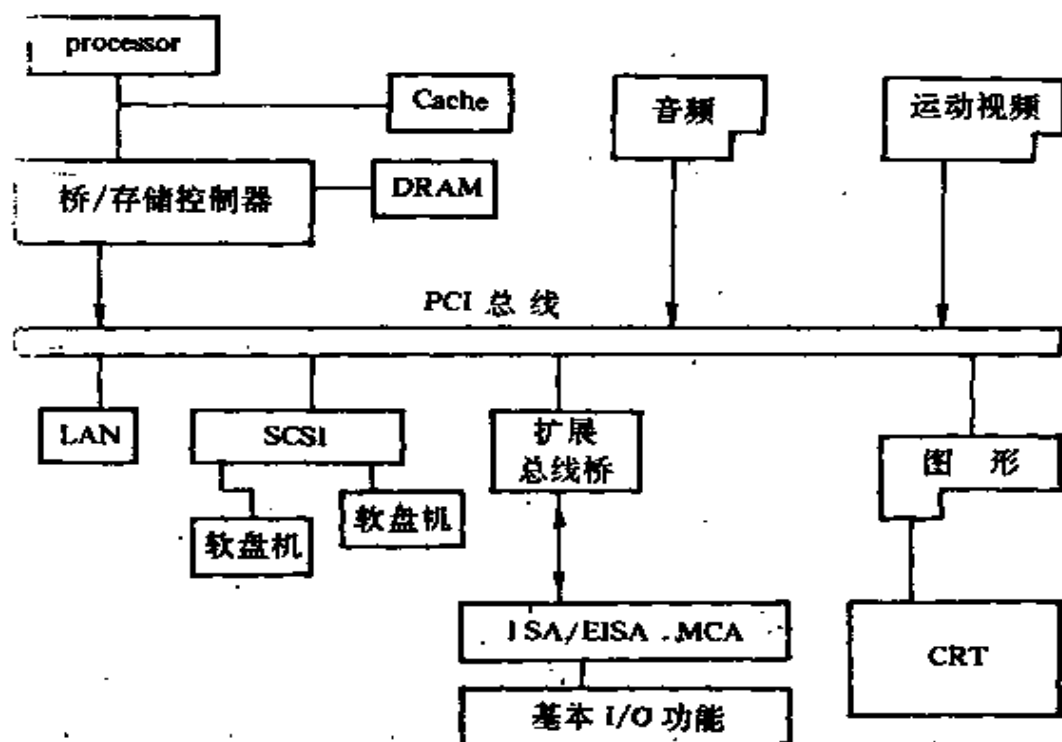 processor
Cache
音频
运动视频
桥/存储控制器
DRAM
PCI 总线
LAN
SCSI
扩展
总线桥
图 形
软盘机
软盘机
ISA/EISA .MCA
CRT
基本 I/O 功能